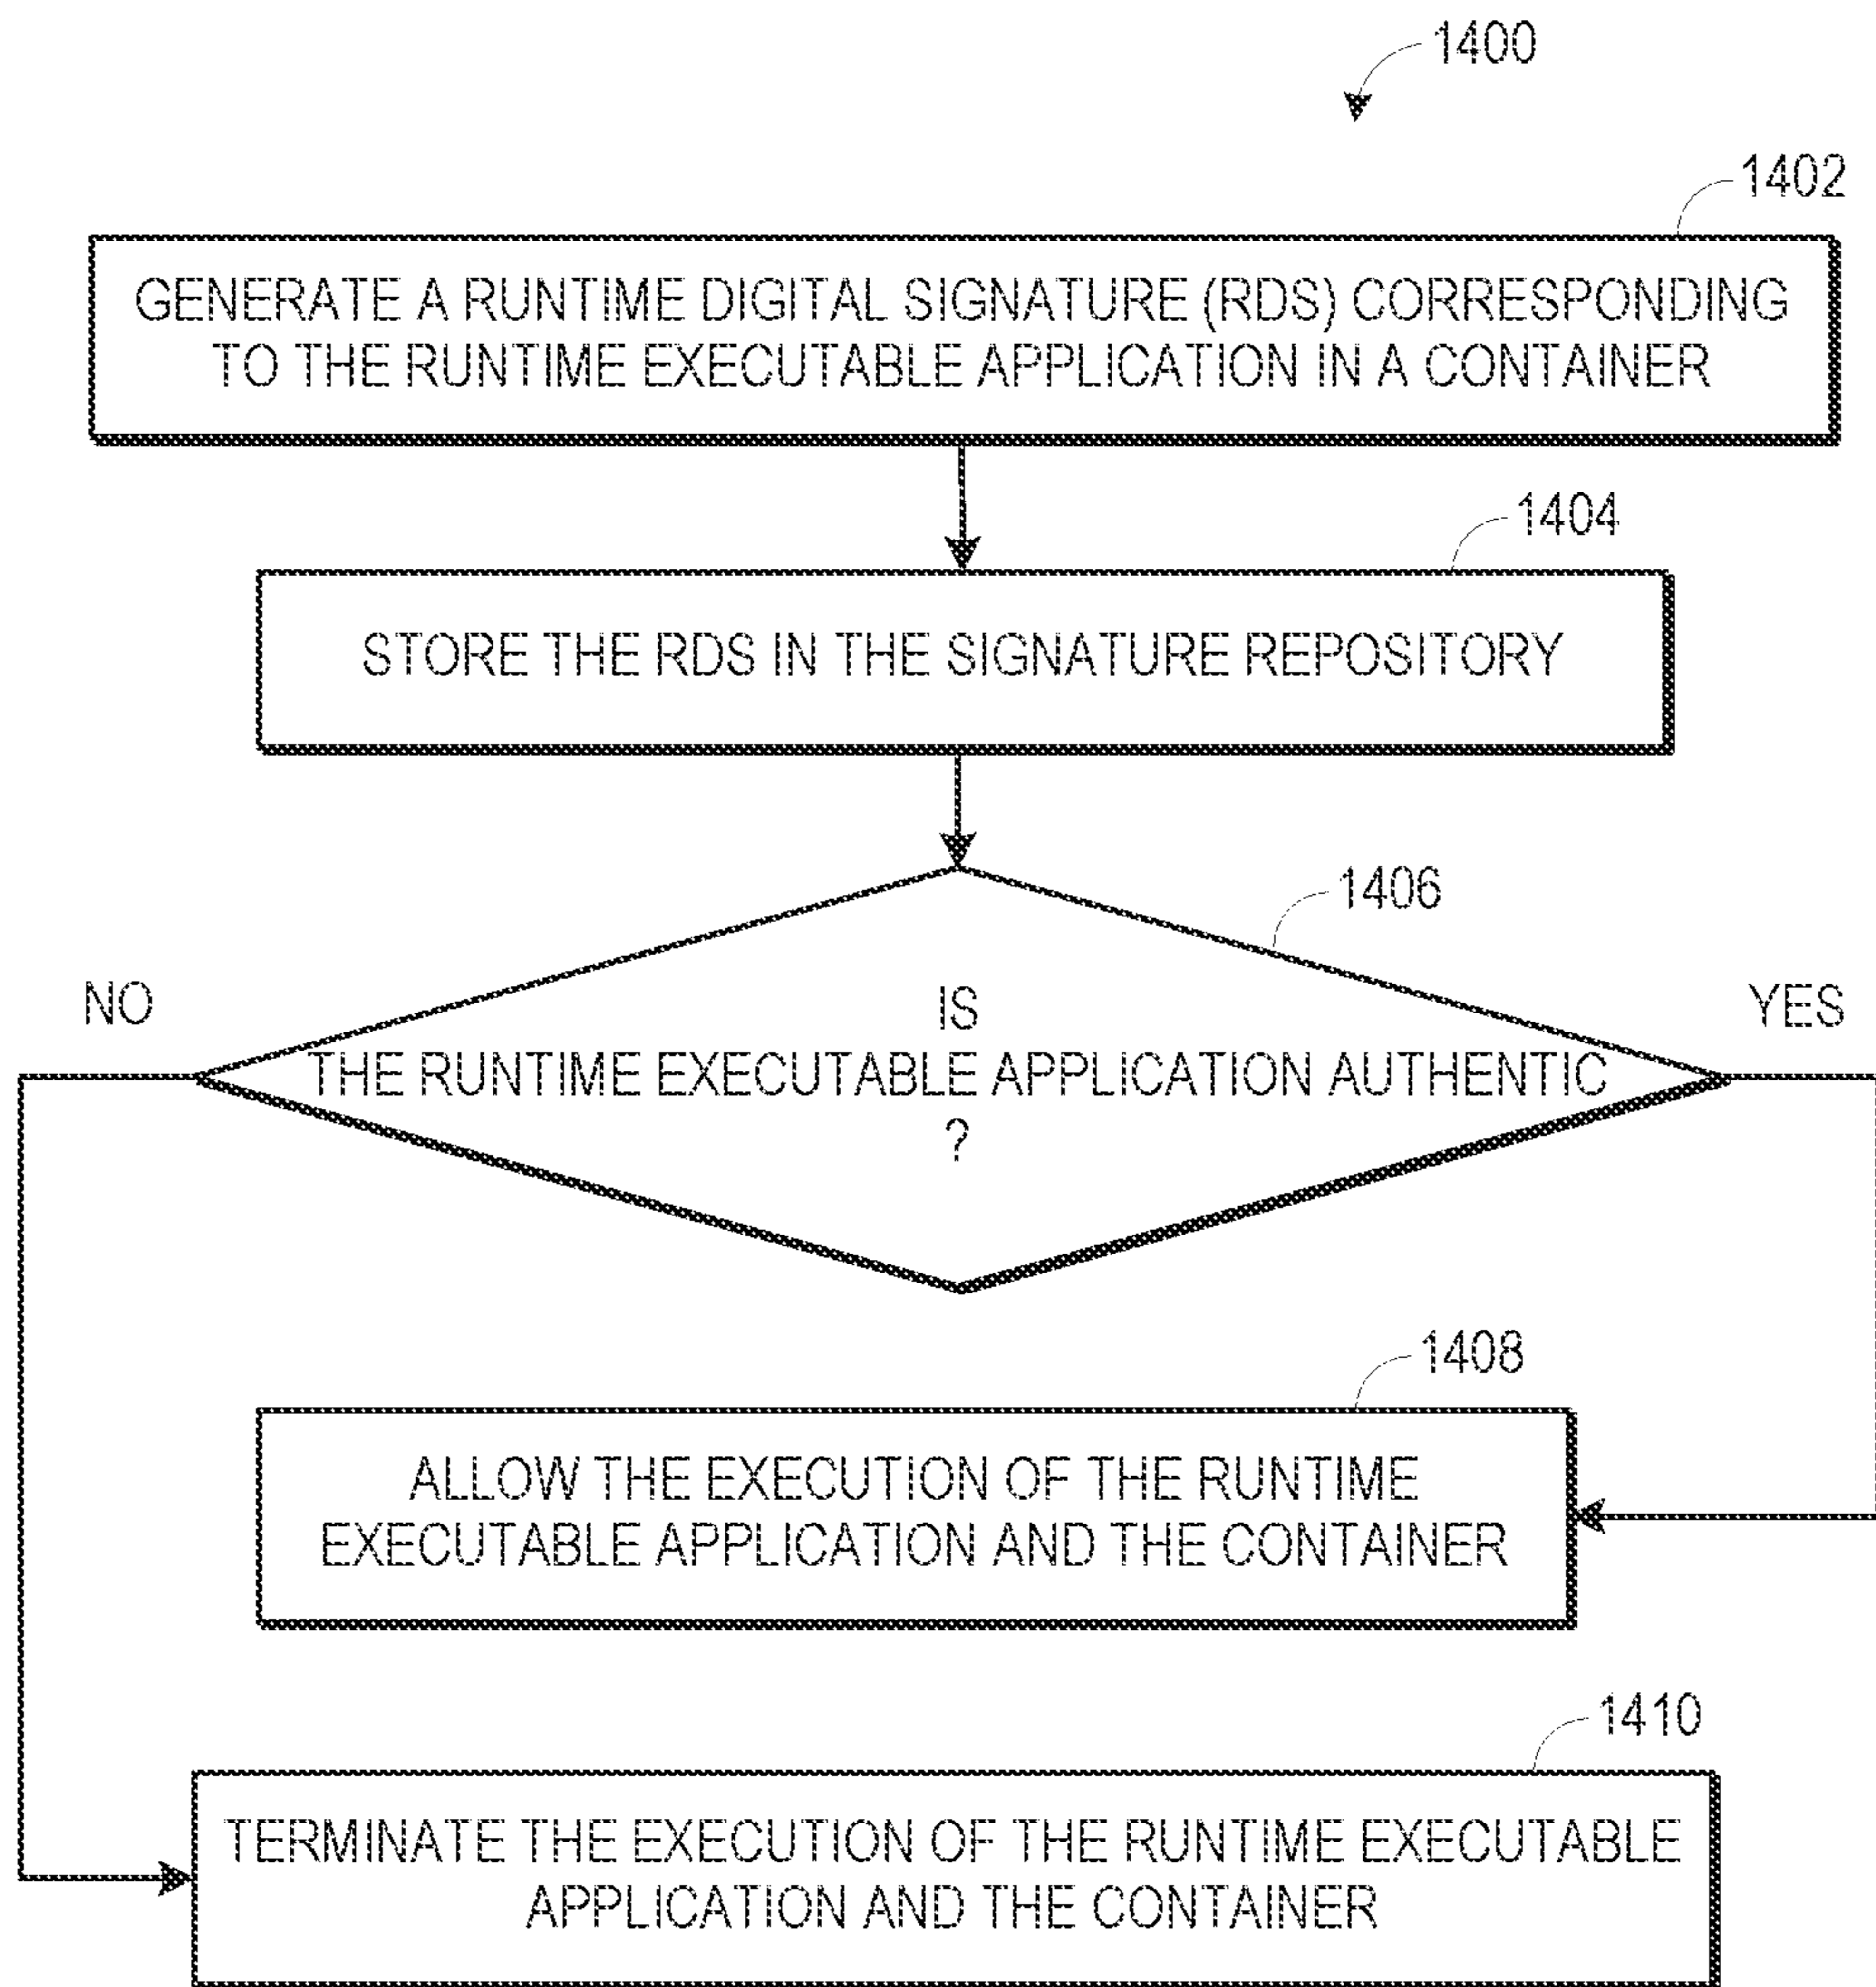 1400
1402
GENERATE A RUNTIME DIGITAL SIGNATURE (RDS) CORRESPONDING
TO THE RUNTIME EXECUTABLE APPLICATION IN A CONTAINER
1404
STORE THE RDS IN THE SIGNATURE REPOSITORY
1406
NO
YES
IS
THE RUNTIME EXECUTABLE APPLICATION AUTHENTIC
?
1408
ALLOW THE EXECUTION OF THE RUNTIME
EXECUTABLE APPLICATION AND THE CONTAINER
1410
TERMINATE THE EXECUTION OF THE RUNTIME EXECUTABLE
APPLICATION AND THE CONTAINER